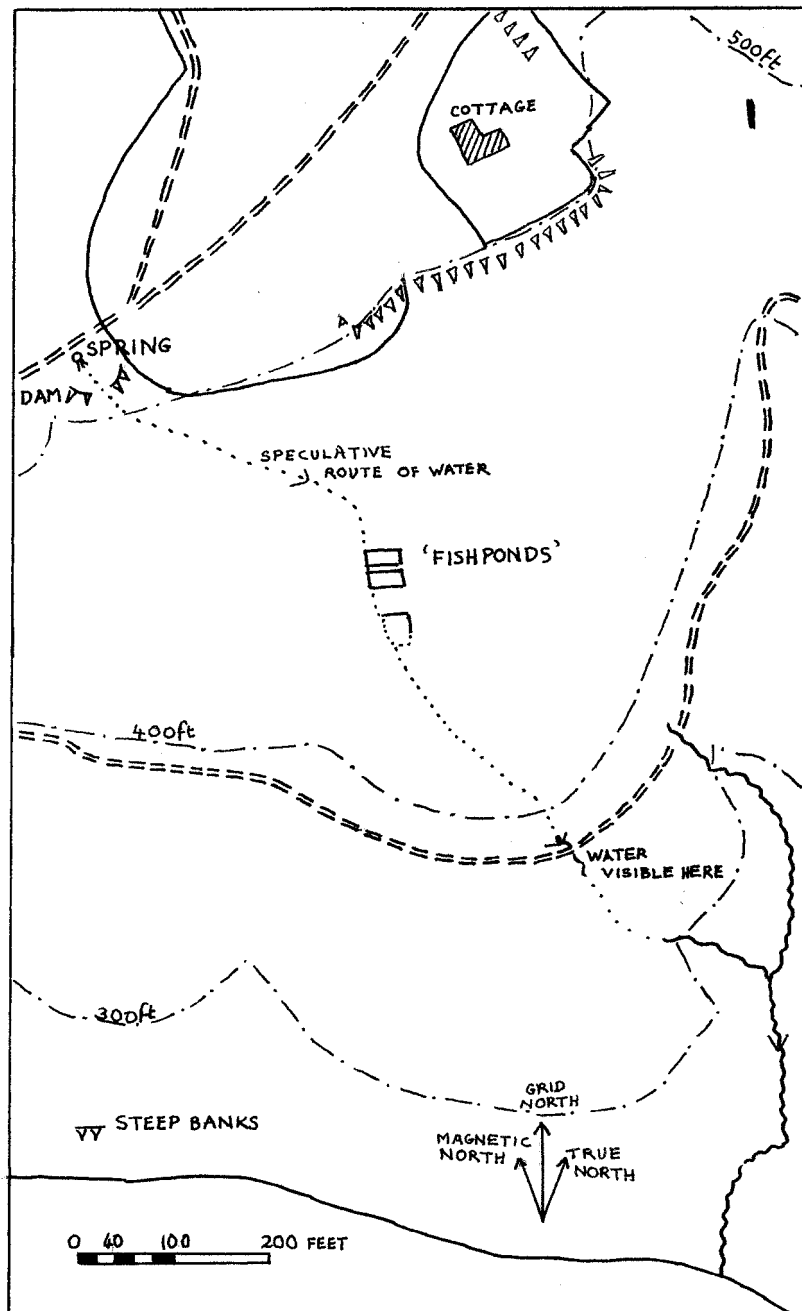 500ft
COTTAGE
SPRING
DAM
SPECULATIVE
ROUTE OF WATER
'FISHPONDS'
400ft
WATER
VISIBLE HERE
300ft
GRID
NORTH
STEEP BANKS
MAGNETIC
NORTH
TRUE
NORTH
0 40 100 200 FEET